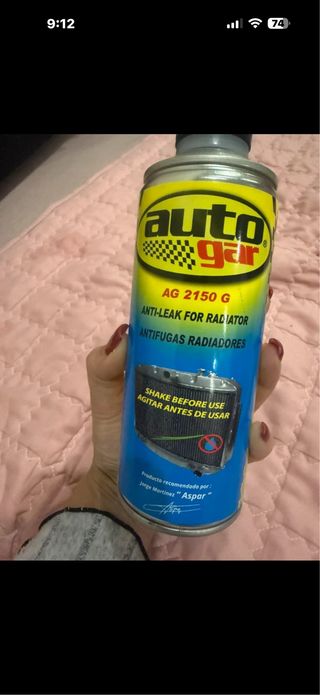 9:12
74
auto
gar®
AG 2150 G
ANTI-LEAK FOR RADIATOR
ANTIFUGAS RADIADORES
SHAKE BEFORE USE
AGITAR ANTES DE USAR
Producto recomendado por:
Jorge Martinez "Aspar"